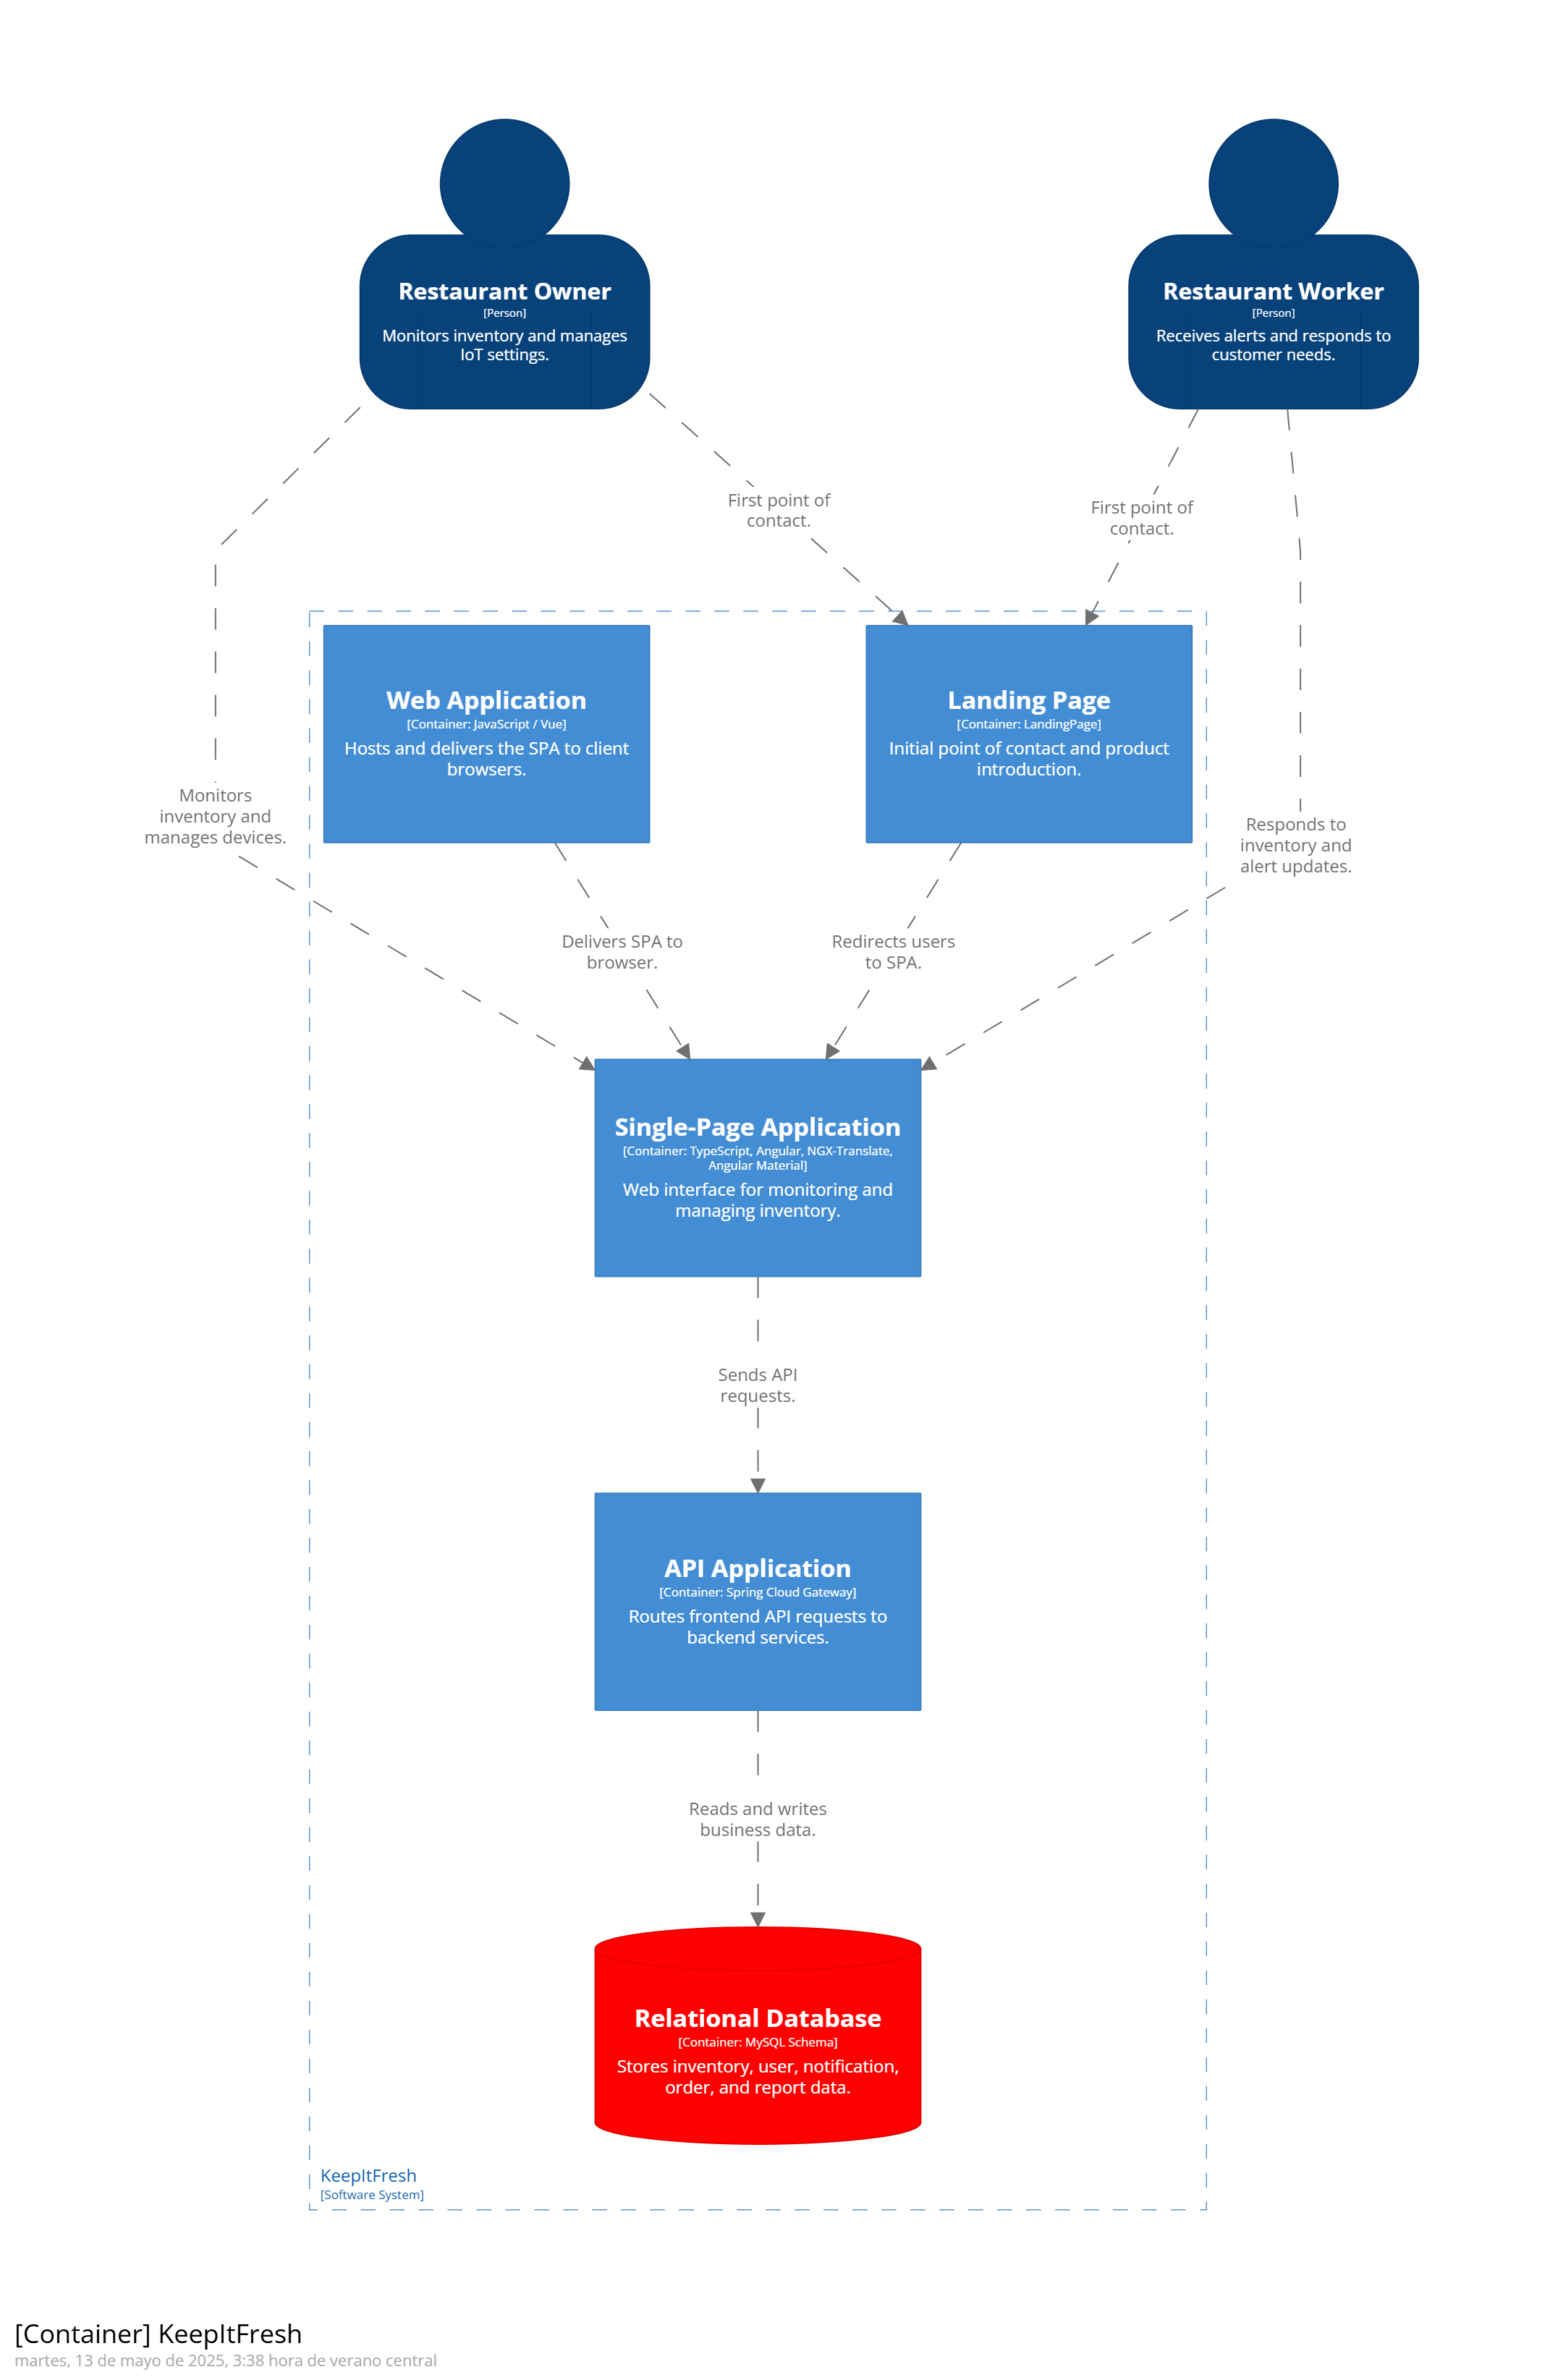 Restaurant Owner
[Person]
Monitors inventory and manages
IoT settings.
Restaurant Worker
[Person]
Receives alerts and responds to
customer needs.
First point of
contact.
First point of
contact.
Web Application
[Container: JavaScript / Vue]
Hosts and delivers the SPA to client
browsers.
Landing Page
[Container: LandingPage]
Initial point of contact and product
introduction.
Monitors
inventory and
manages devices.
Responds to
inventory and
alert updates.
Delivers SPA to
browser.
Redirects users
to SPA.
Single-Page Application
[Container: TypeScript, Angular, NGX-Translate,
Angular Material]
Web interface for monitoring and
managing inventory.
Sends API
requests.
API Application
[Container: Spring Cloud Gateway]
Routes frontend API requests to
backend services.
Reads and writes
business data.
Relational Database
[Container: MySQL Schema]
Stores inventory, user, notification,
order, and report data.
KeepItFresh
[Software System]
[Container] KeepItFresh
martes, 13 de mayo de 2025, 3:38 hora de verano central